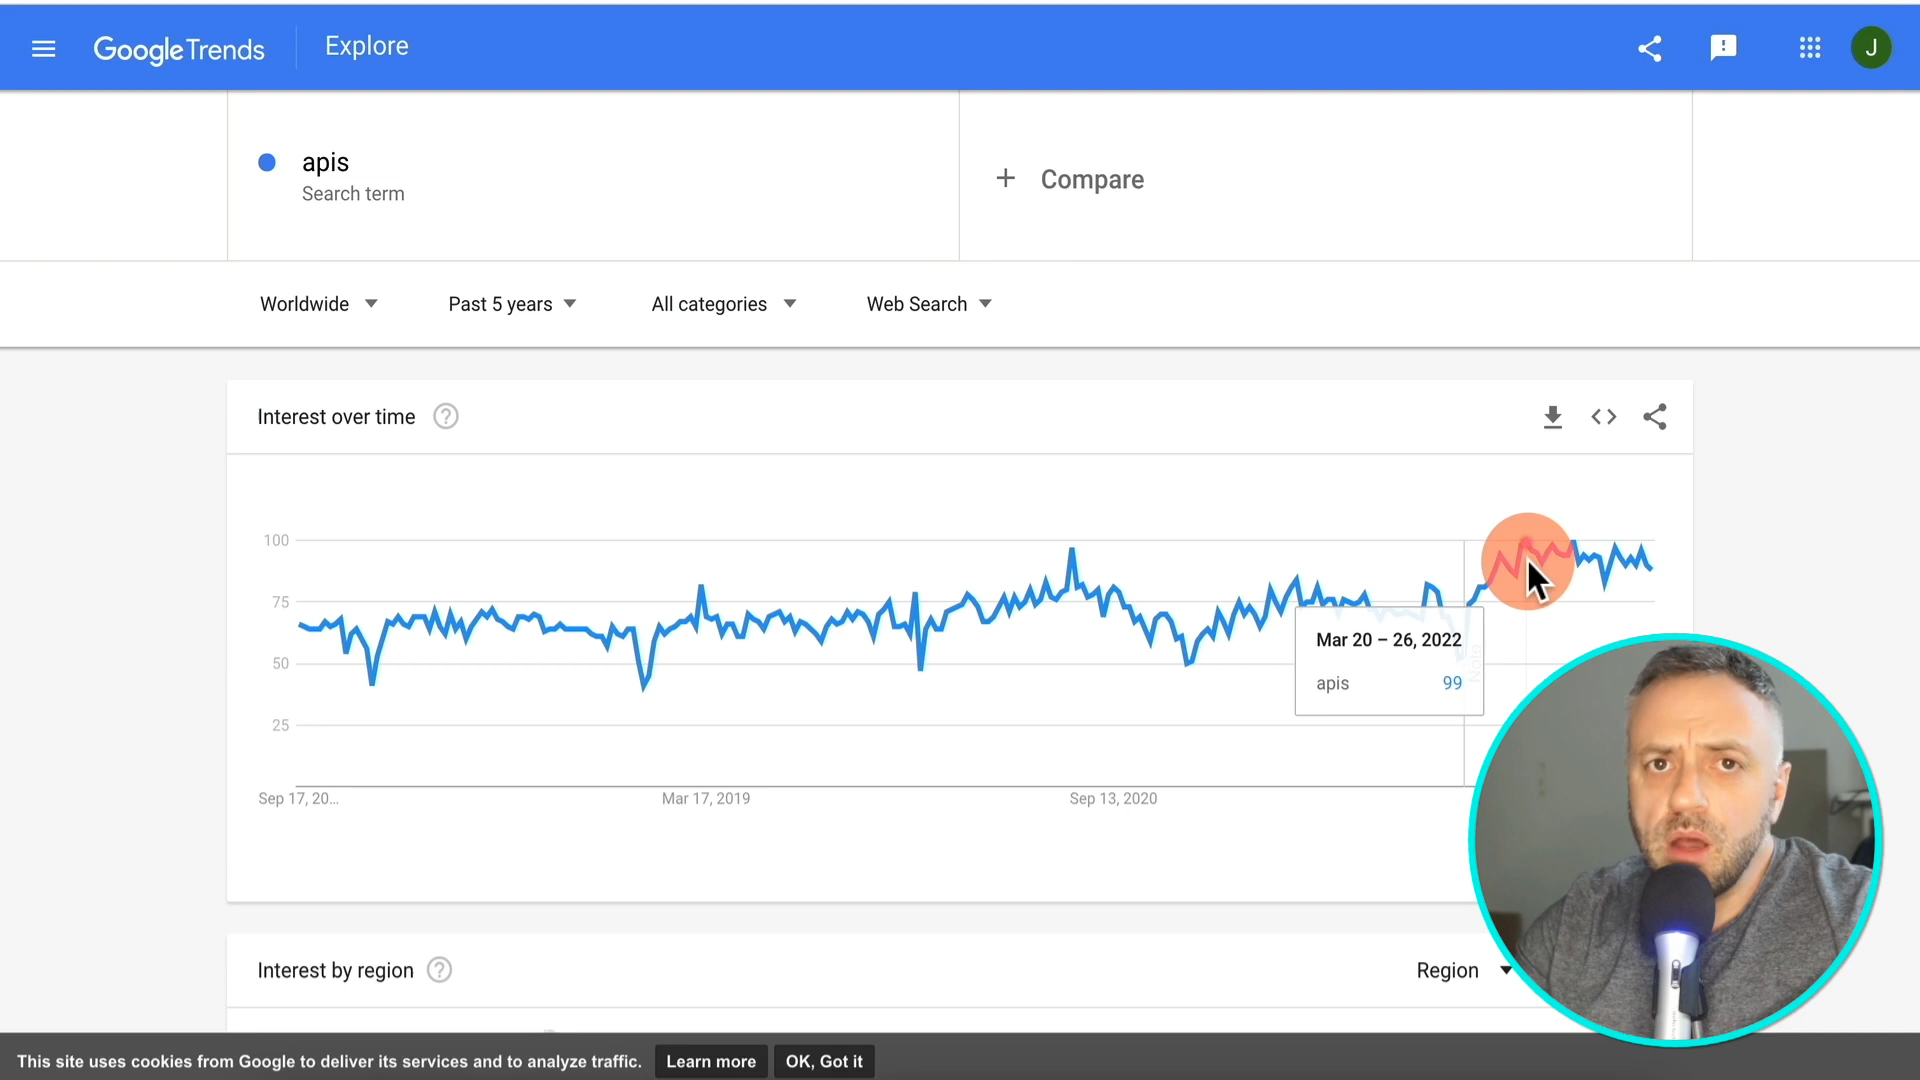 Google Trends
Explore
J
apis
Search term
+ Compare
Worldwide
Past 5 years
All categories
Web Search
Interest over time
?
100
75
50
25
Mar 20 – 26, 2022
apis 99
Note
Sep 17, 20...
Mar 17, 2019
Sep 13, 2020
Interest by region
?
Region
This site uses cookies from Google to deliver its services and to analyze traffic.
Learn more
OK, Got it